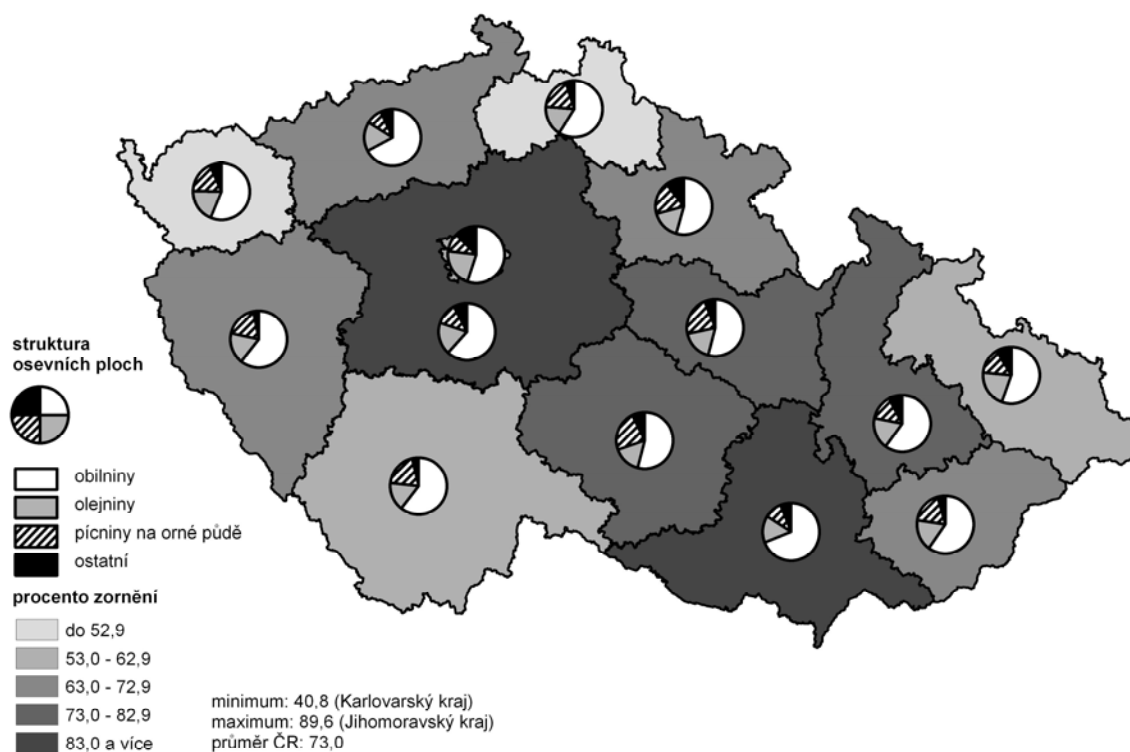 struktura
osevních ploch
obilniny
olejniny
pícniny na orné půdě
ostatní
procento zornění
do 52,9
53,0 - 62,9
63,0 - 72,9
73,0 - 82,9
83,0 a více
minimum: 40,8 (Karlovarský kraj)
maximum: 89,6 (Jihomoravský kraj)
průměr ČR: 73,0